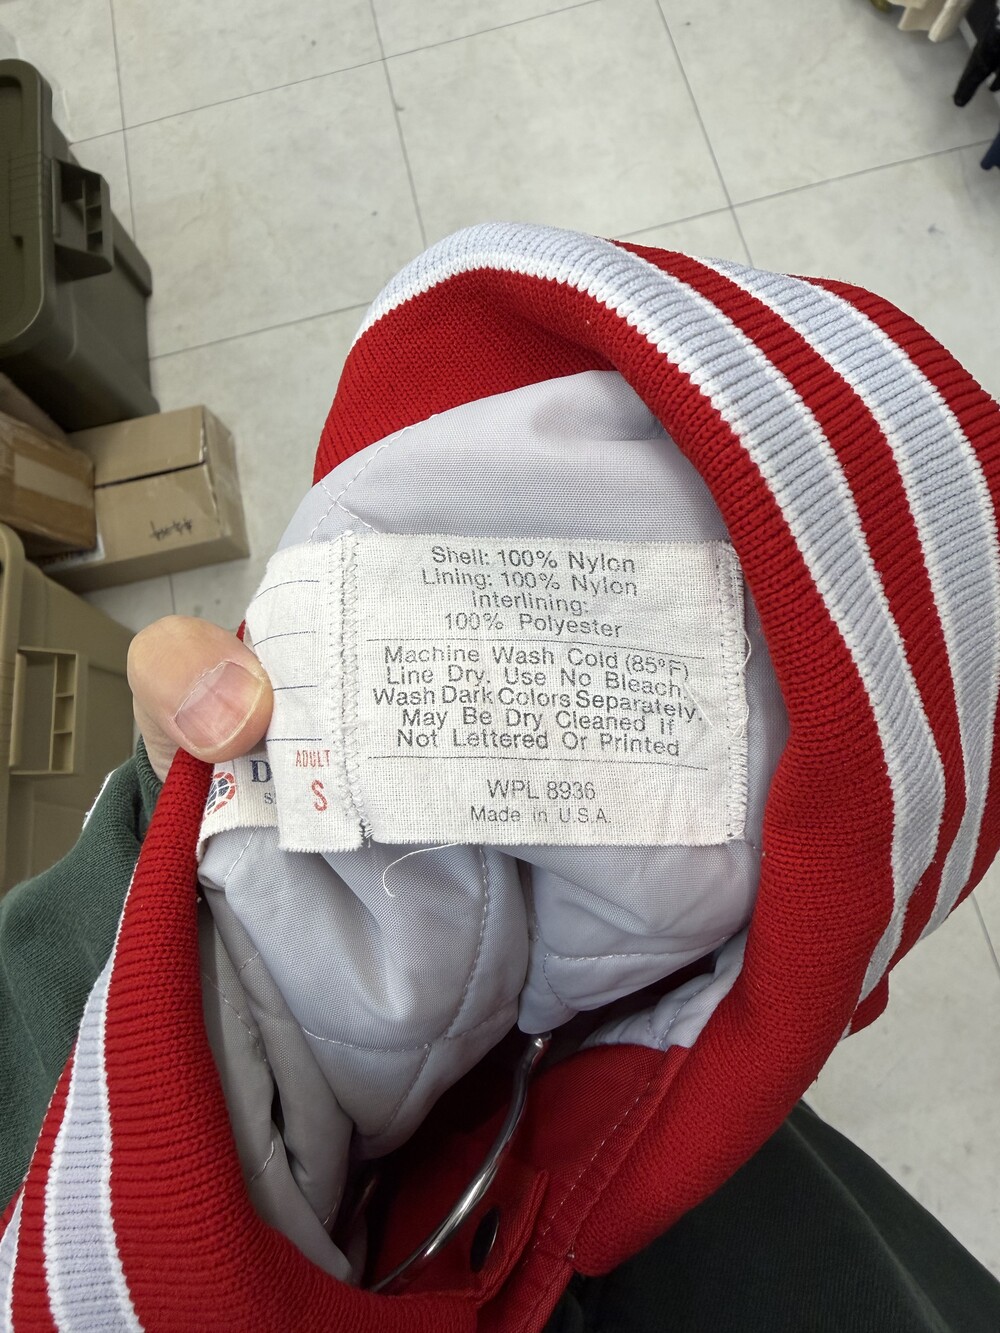 Shell: 100% Nylon
Lining: 100% Nylon
Interlining:
100% Polyester
Machine Wash Cold (85°F)
Line Dry. Use No Bleach.
Wash Dark Colors Separately.
May Be Dry Cleaned If
Not Lettered Or Printed
WPL 8936
Made in U.S.A.
ADULT
S